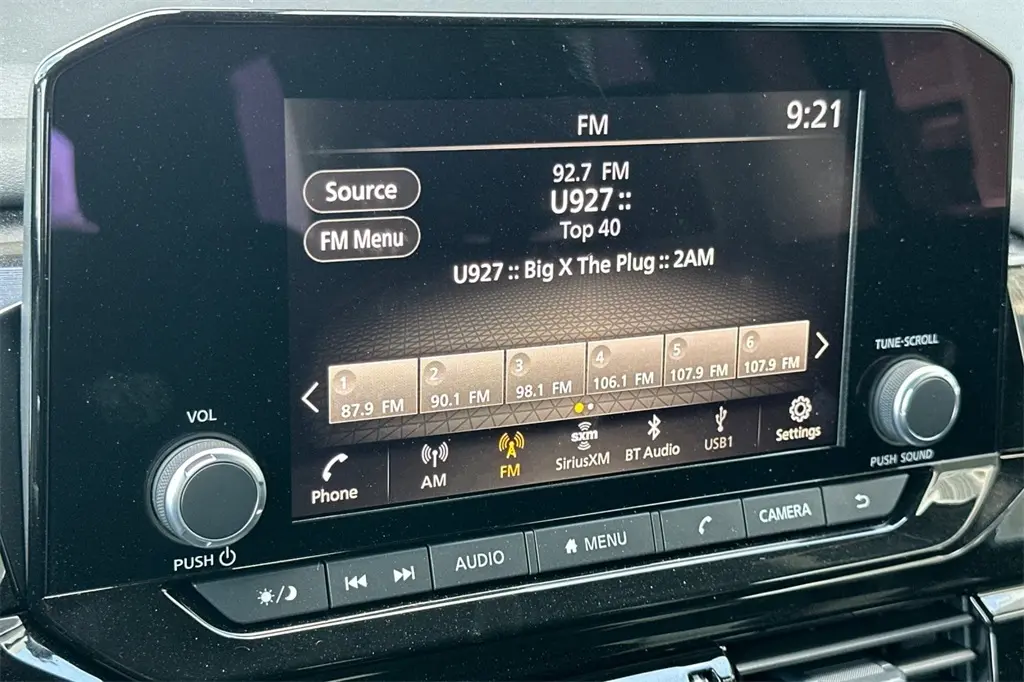 FM
9:21
Source
FM Menu
92.7 FM
U927 ::
Top 40
U927 :: Big X The Plug :: 2AM
1
87.9 FM
2
90.1 FM
3
98.1 FM
4
106.1 FM
5
107.9 FM
6
107.9 FM
Phone
AM
FM
sxm
SiriusXM
BT Audio
USB1
Settings
VOL
PUSH
TUNE·SCROLL
PUSH SOUND
AUDIO
MENU
CAMERA